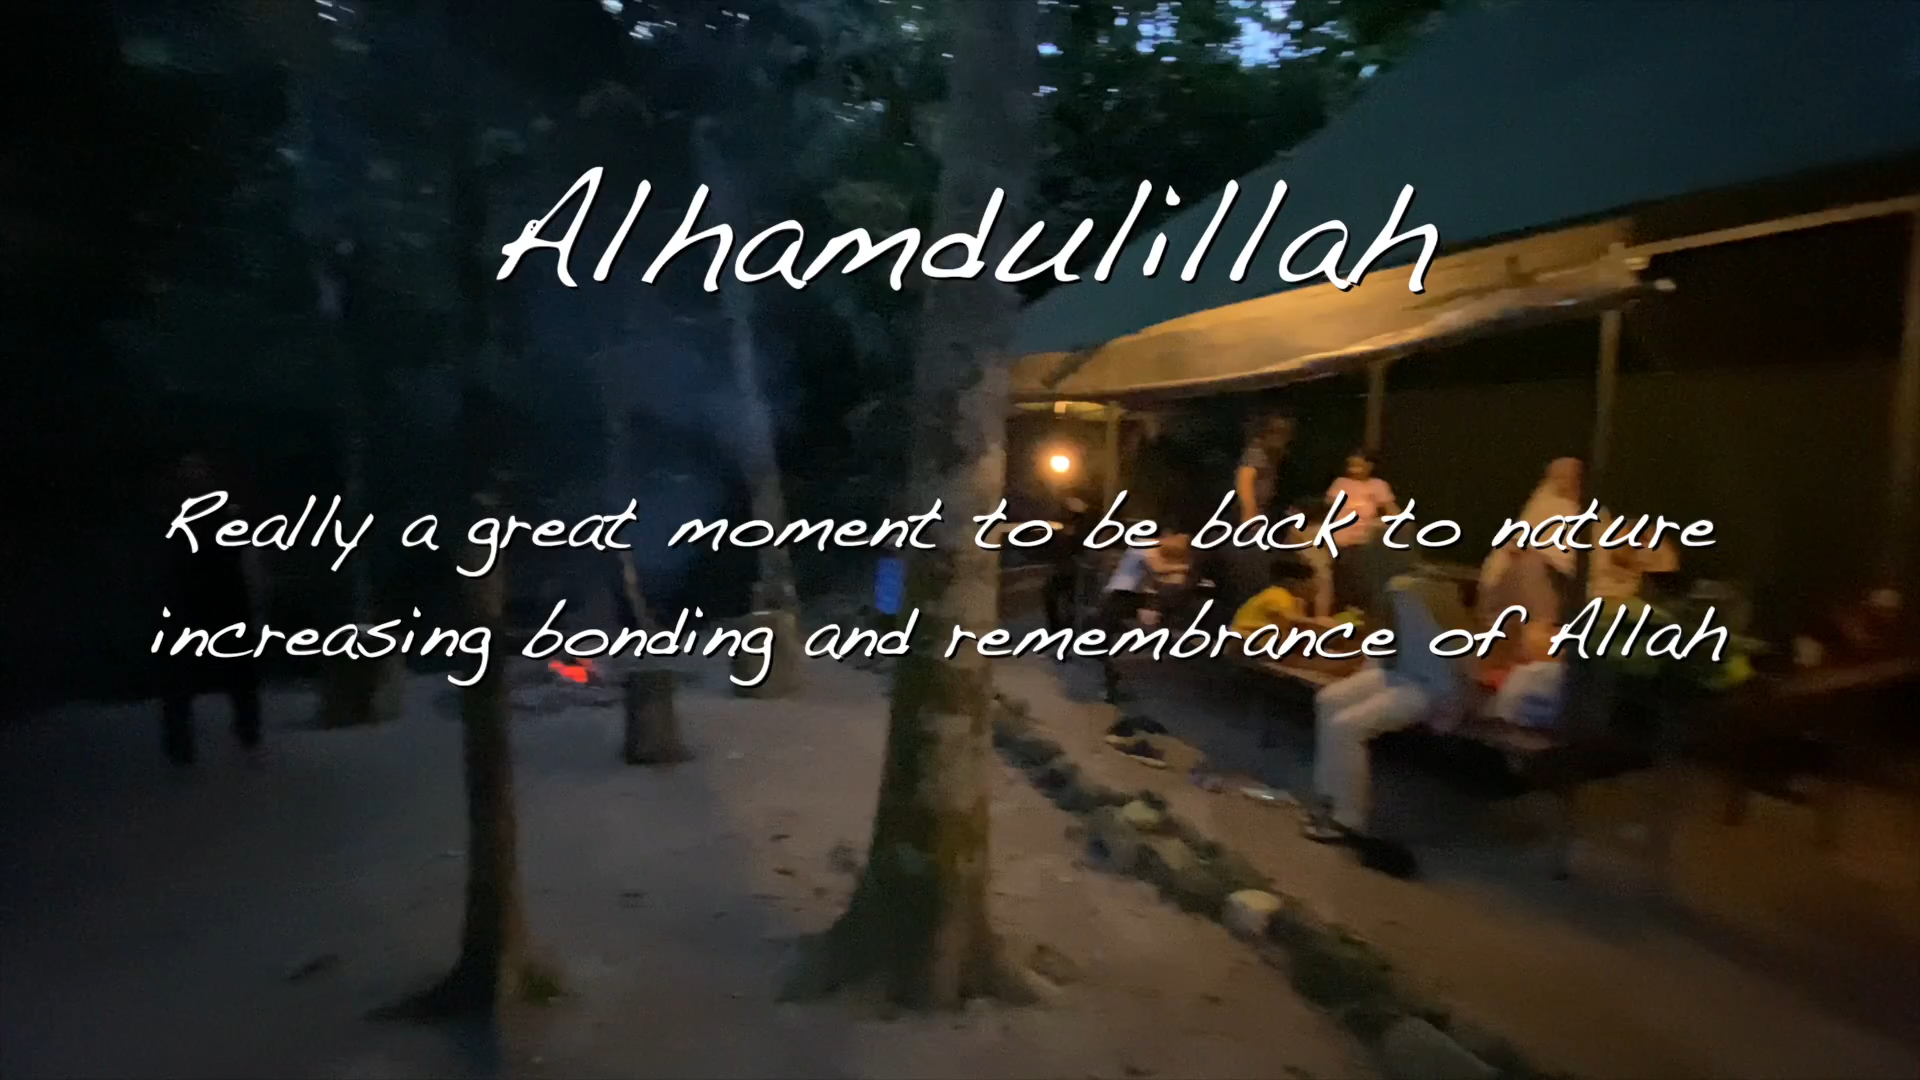 Alhamdulillah
Really a great moment to be back to nature
increasing bonding and remembrance of Allah